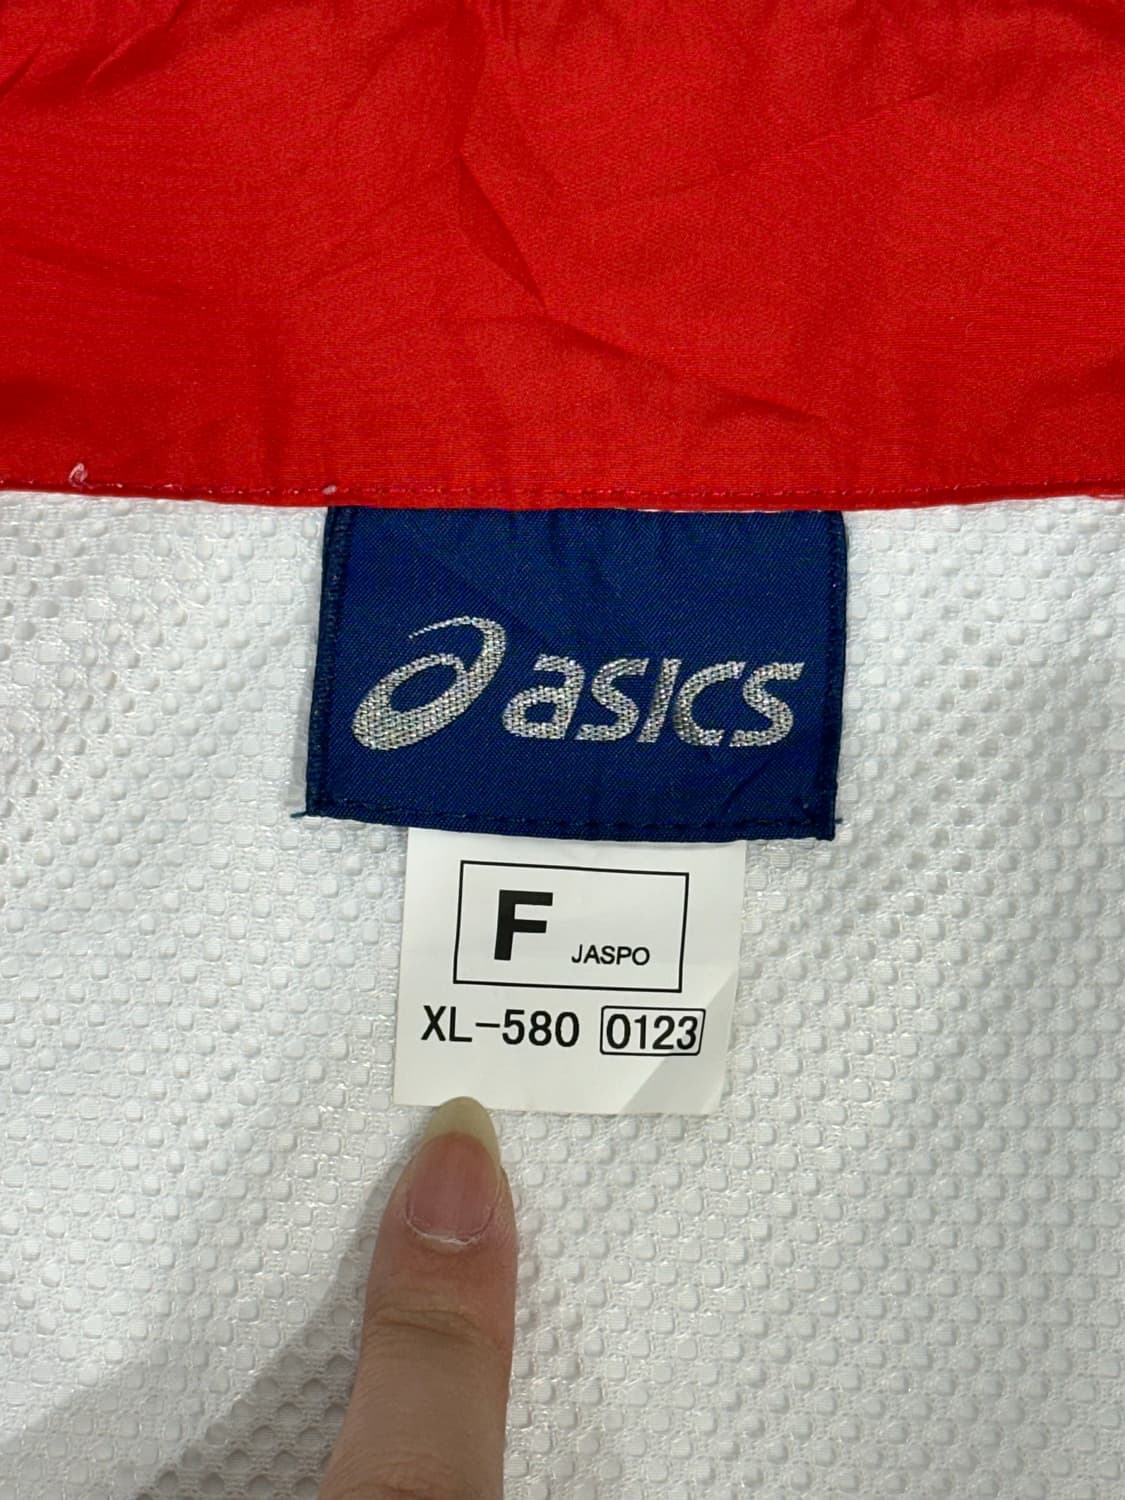 asics
F JASPO
XL-580 0123